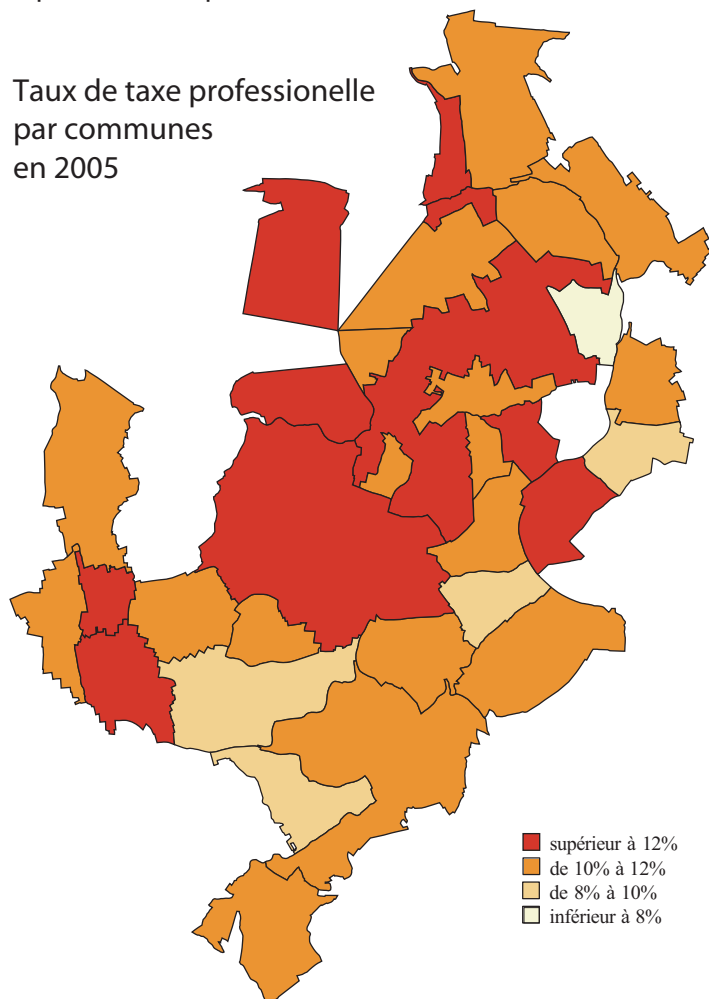 Taux de taxe professionelle
par communes
en 2005
supérieur à 12%
de 10% à 12%
de 8% à 10%
inférieur à 8%